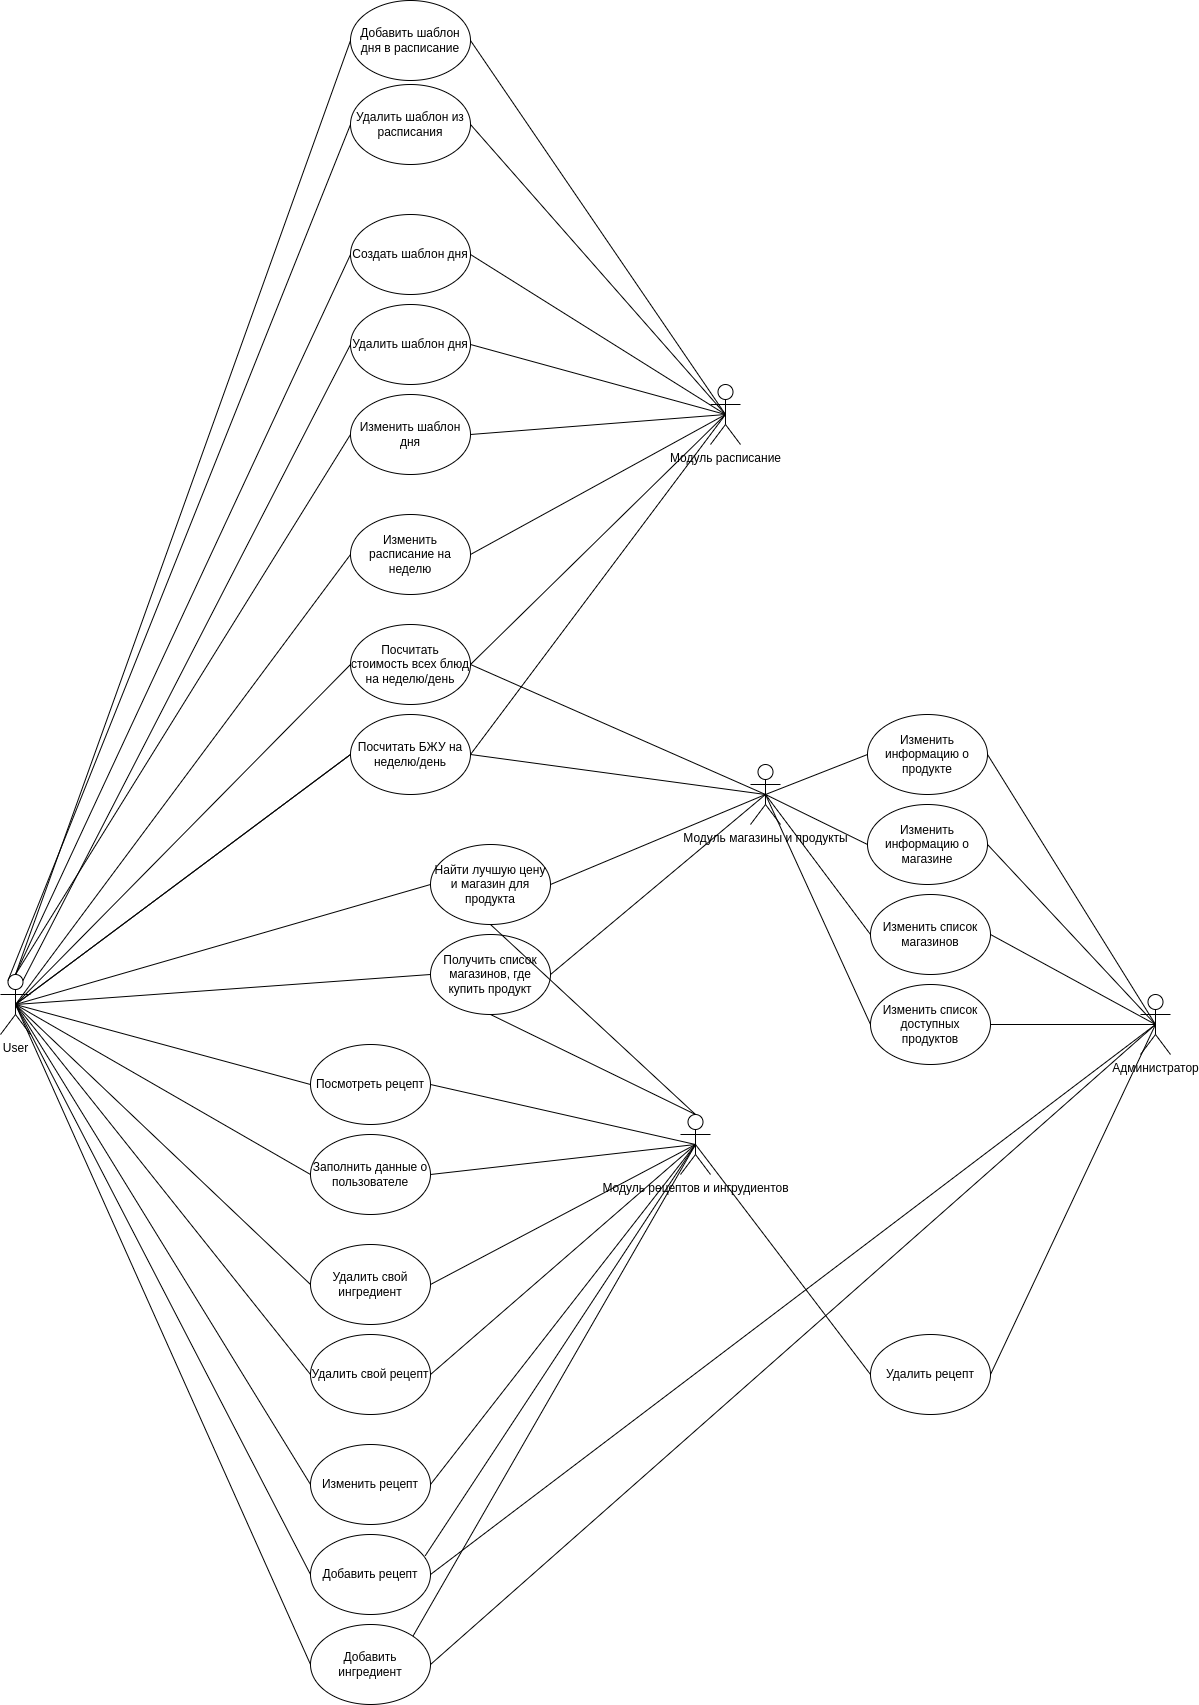 Добавить шаблон
дня в расписание
Удалить шаблон из
расписания
Создать шаблон дня
Удалить шаблон дня
Изменить шаблон
дня
Модуль расписание
Изменить
расписание на
неделю
Посчитать
стоимость всех блюд
на неделю/день
Посчитать БЖУ на
неделю/день
Изменить
информацию о
продукте
Модуль магазины и продукты
Изменить
информацию о
магазине
Найти лучшую цену
и магазин для
продукта
Изменить список
магазинов
Получить список
магазинов, где
купить продукт
Изменить список
доступных
продуктов
User
Администратор
Посмотреть рецепт
Заполнить данные о
пользователе
Модуль рецептов и ингрудиентов
Удалить свой
ингредиент
Удалить свой рецепт
Удалить рецепт
Изменить рецепт
Добавить рецепт
Добавить
ингредиент